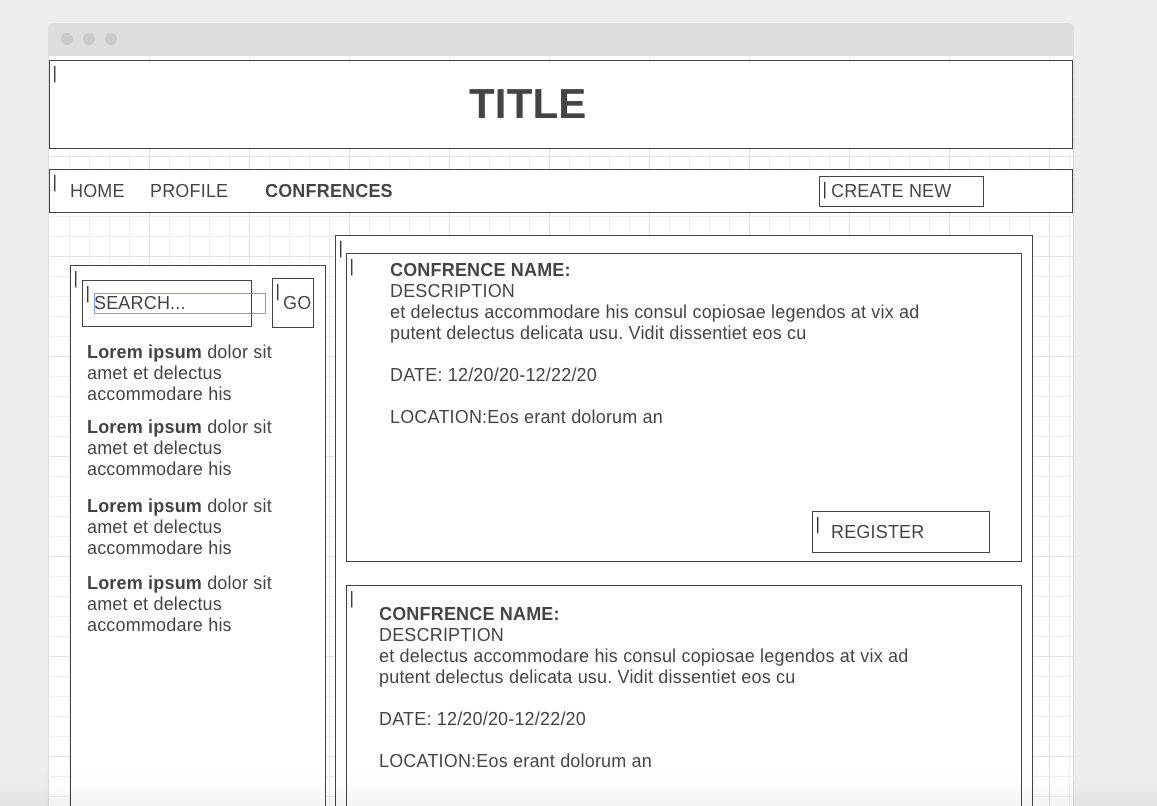 TITLE
HOME PROFILE CONFRENCES CREATE NEW
SEARCH... GO
Lorem ipsum dolor sit
amet et delectus
accommodare his
Lorem ipsum dolor sit
amet et delectus
accommodare his
Lorem ipsum dolor sit
amet et delectus
accommodare his
Lorem ipsum dolor sit
amet et delectus
accommodare his
CONFRENCE NAME:
DESCRIPTION
et delectus accommodare his consul copiosae legendos at vix ad
putent delectus delicata usu. Vidit dissentiet eos cu
DATE: 12/20/20-12/22/20
LOCATION:Eos erant dolorum an
REGISTER
CONFRENCE NAME:
DESCRIPTION
et delectus accommodare his consul copiosae legendos at vix ad
putent delectus delicata usu. Vidit dissentiet eos cu
DATE: 12/20/20-12/22/20
LOCATION:Eos erant dolorum an